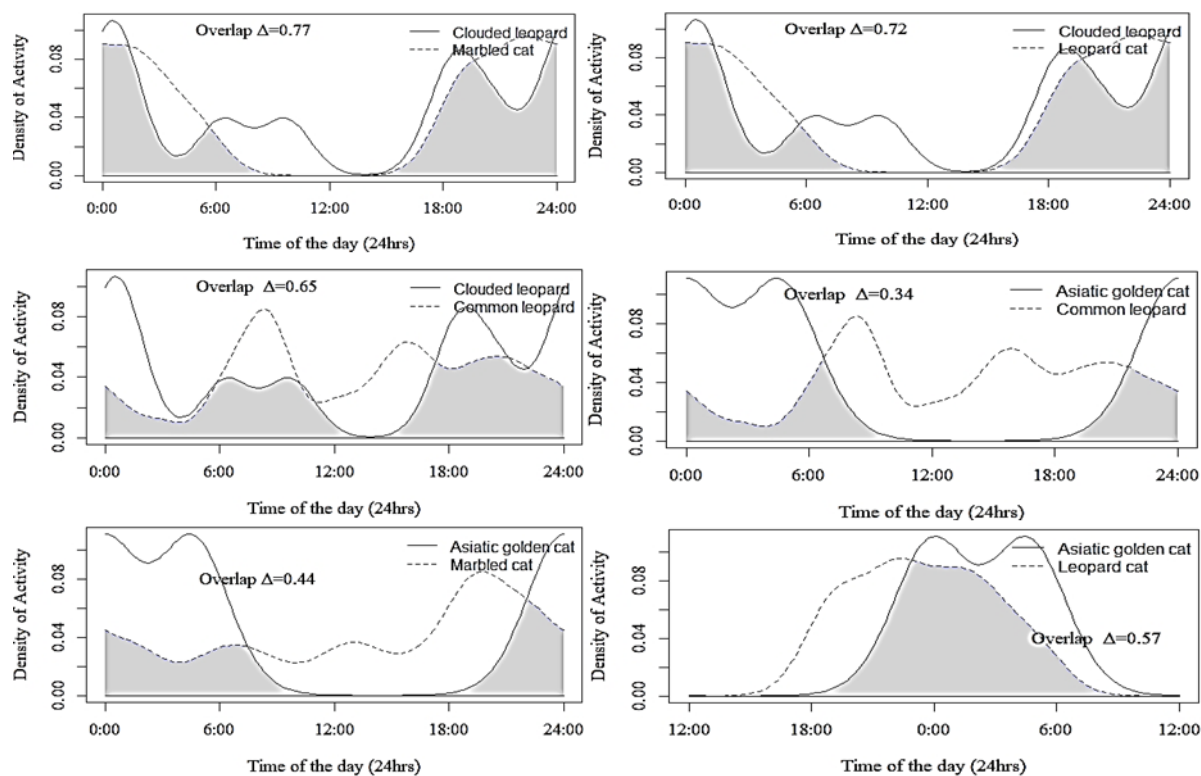 Overlap Δ=0.77
Clouded leopard
Marbled cat
Density of Activity
0.00 0.04 0.08
0:00 6:00 12:00 18:00 24:00
Time of the day (24hrs)
Overlap Δ=0.72
Clouded leopard
Leopard cat
Density of Activity
0.00 0.04 0.08
0:00 6:00 12:00 18:00 24:00
Time of the day (24hrs)
Overlap Δ=0.65
Clouded leopard
Common leopard
Density of Activity
0.00 0.04 0.08
0:00 6:00 12:00 18:00 24:00
Time of the day (24hrs)
Overlap Δ=0.34
Asiatic golden cat
Common leopard
Density of Activity
0.00 0.04 0.08
0:00 6:00 12:00 18:00 24:00
Time of the day (24hrs)
Overlap Δ=0.44
Asiatic golden cat
Marbled cat
Density of Activity
0.00 0.04 0.08
0:00 6:00 12:00 18:00 24:00
Time of the day (24hrs)
Asiatic golden cat
Leopard cat
Overlap Δ=0.57
Density of Activity
0.00 0.04 0.08
12:00 18:00 0:00 6:00 12:00
Time of the day (24hrs)